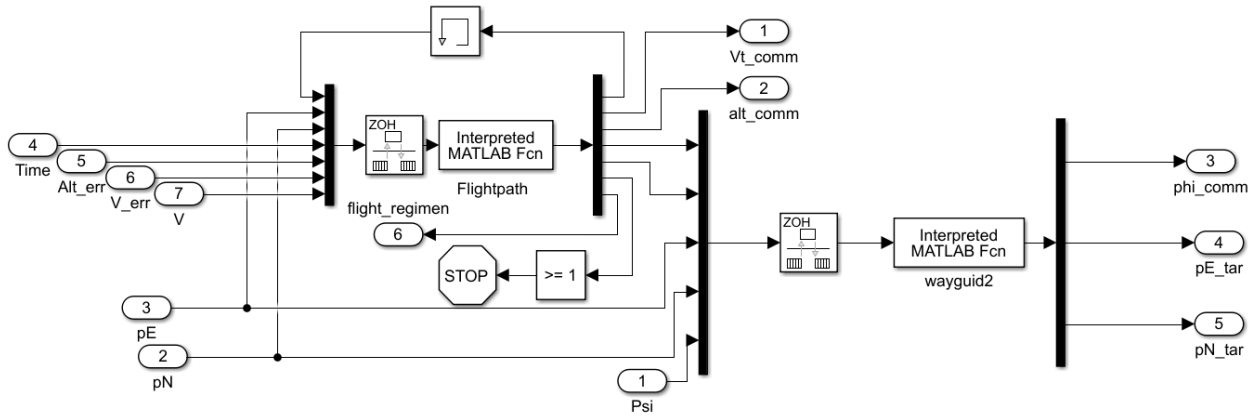 1
Vt_comm
2
alt_comm
ZOH
Interpreted
MATLAB Fcn
Flightpath
4
Time
5
Alt_err
6
V_err
7
V
flight_regimen
6
STOP
>= 1
3
pE
2
pN
1
Psi
ZOH
Interpreted
MATLAB Fcn
wayguid2
3
phi_comm
4
pE_tar
5
pN_tar